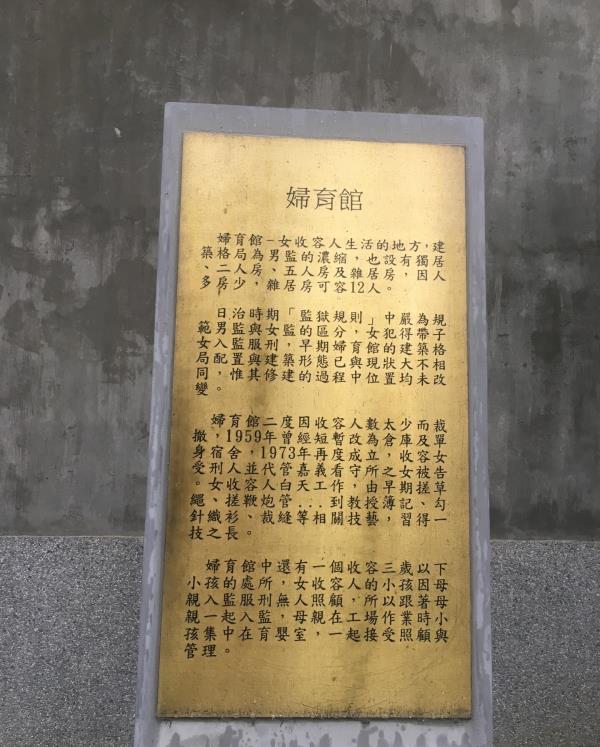 婦育館
婦育館－女收容人生活的地方，建
築格局為男監的濃縮，也設有獨居
、二人房、五人房及雜居房，因人
多房少，雜居房可容12人。
日治時期「監獄規則」中嚴為規
範男監與女監的區分，女犯得帶子
女入監服刑，早期婦育館的建築格
局配置與建築形態已與現狀大不相
同，惟其修建的過程中位置均未改
變。
婦育館二度因收容人數太少而裁
撤，1959年曾經短暫改為倉庫及單
身宿舍，1973年再度成立，收容女
受刑人並代管嘉義看守所之女被告
。女收容人白天工作，由早期搓草
繩、搓鞭炮管...到教授簿記、勾
針、織衫、裁縫等相關技藝，習得一
技之長。
婦育館中還有一個收容三歲以下
小孩的處所，女收容人的小孩因母
親入監服刑，無人照顧，所以跟著母
親一起入監，母親在工場作業時小
孩集中在育嬰室一起接受照顧與
管理。